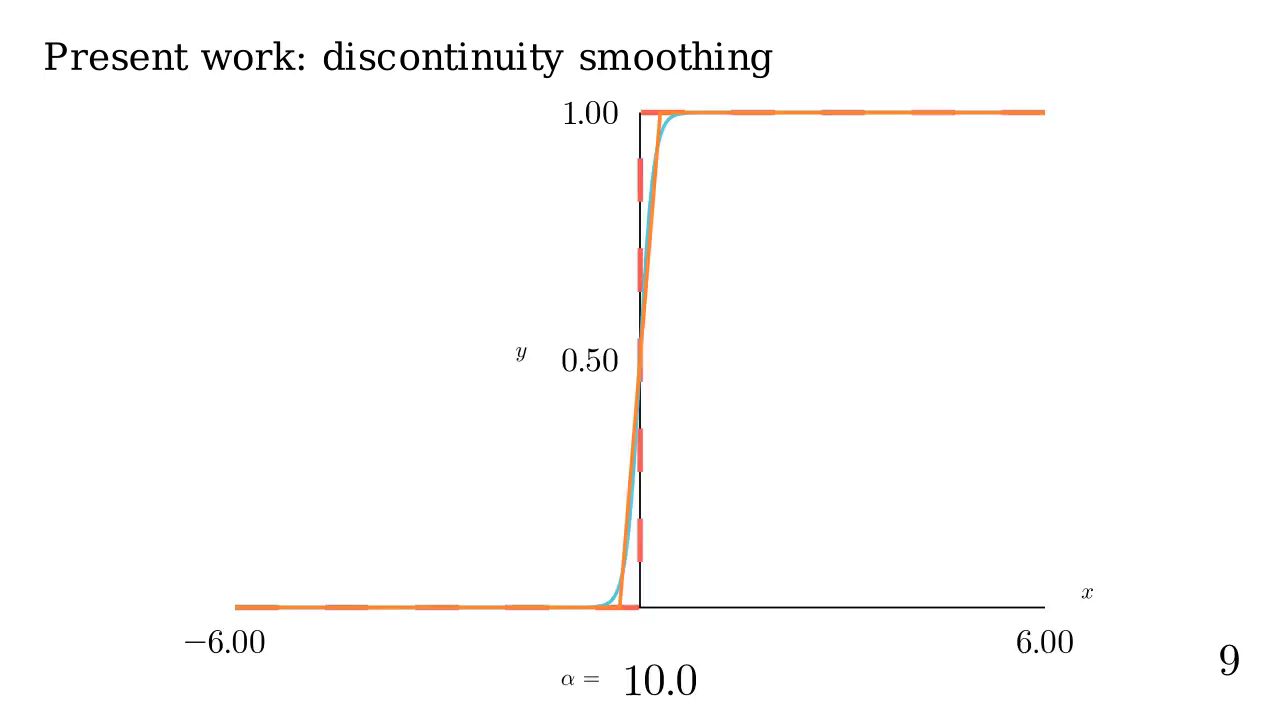 Present work: discontinuity smoothing
1.00
y 0.50
x
−6.00 6.00
9
α = 10.0